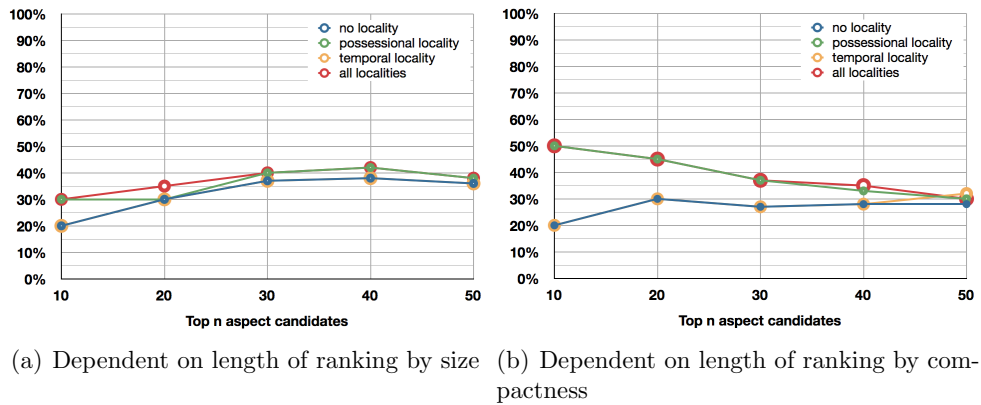 100%
90%
80%
70%
60%
50%
40%
30%
20%
10%
0%
no locality
possessional locality
temporal locality
all localities
10 20 30 40 50
Top n aspect candidates
(a) Dependent on length of ranking by size
100%
90%
80%
70%
60%
50%
40%
30%
20%
10%
0%
no locality
possessional locality
temporal locality
all localities
10 20 30 40 50
Top n aspect candidates
(b) Dependent on length of ranking by com-
pactness